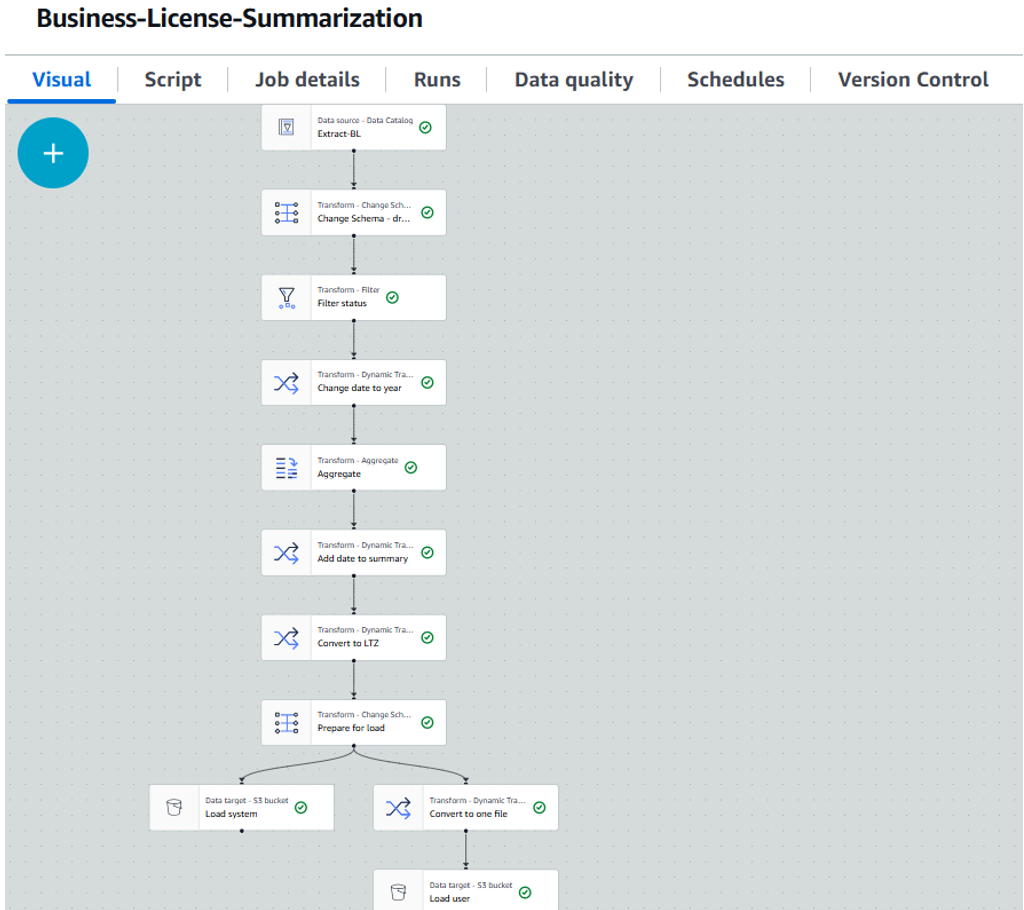 Business-License-Summarization
Visual
Script
Job details
Runs
Data quality
Schedules
Version Control
+
Data source - Data Catalog
Extract-BL
Transform - Change Sch...
Change Schema - dr...
Transform - Filter
Filter status
Transform - Dynamic Tra...
Change date to year
Transform - Aggregate
Aggregate
Transform - Dynamic Tra...
Add date to summary
Transform - Dynamic Tra...
Convert to LTZ
Transform - Change Sch...
Prepare for load
Data target - S3 bucket
Load system
Transform - Dynamic Tra...
Convert to one file
Data target - S3 bucket
Load user